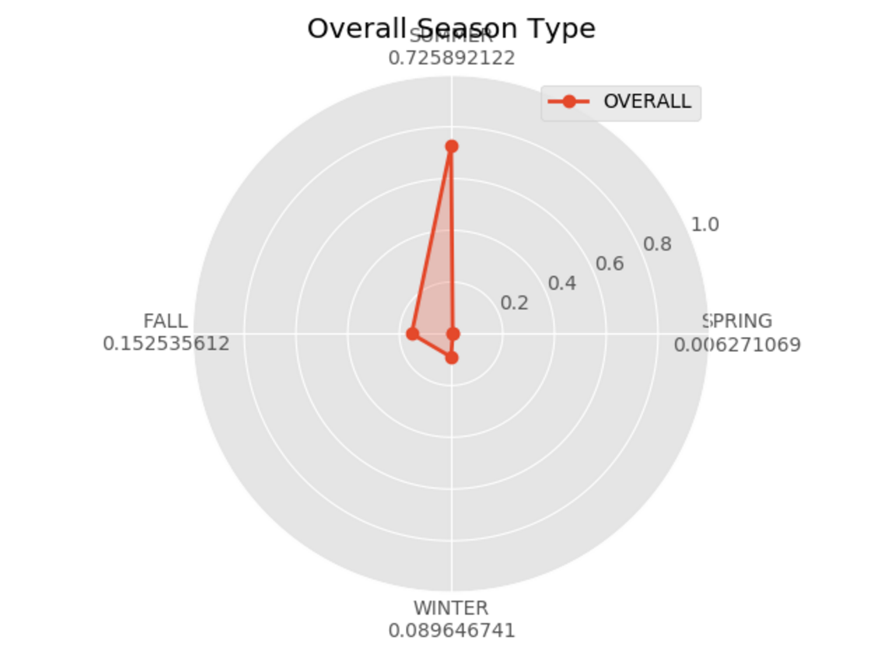 Overall Season Type
SUMMER
0.725892122
OVERALL
1.0
0.8
0.6
0.4
0.2
FALL
0.152535612
SPRING
0.006271069
WINTER
0.089646741